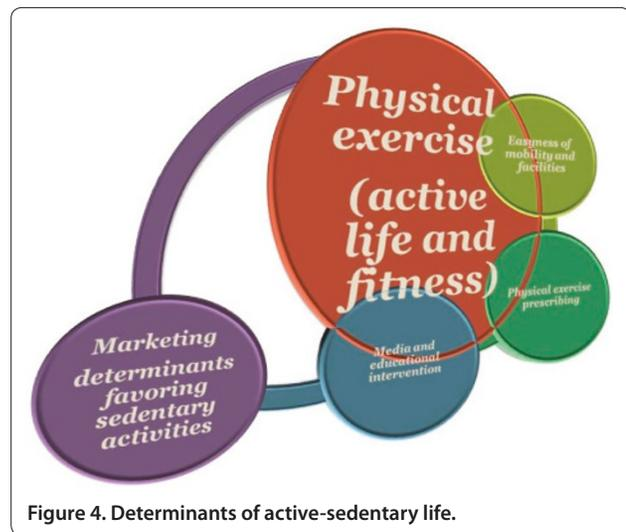 Physical
exercise
(active
life and
fitness)
Easyness of
mobility and
facilities
Physical exercise
prescribing
Media and
educational
intervention
Marketing
determinants
favoring
sedentary
activities
Figure 4. Determinants of active-sedentary life.